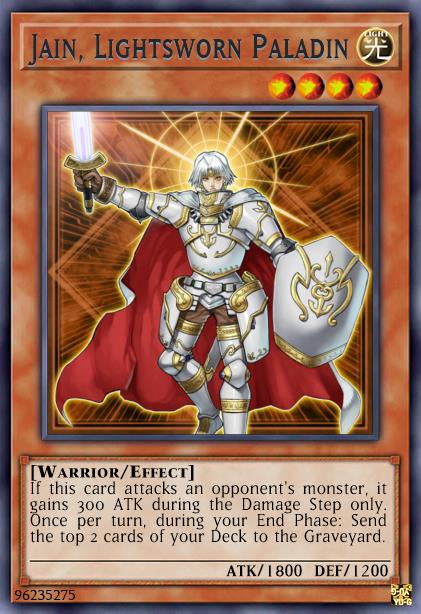 JAIN, LIGHTSWORN PALADIN
LIGHT
光
[WARRIOR/EFFECT]
If this card attacks an opponent's monster, it
gains 300 ATK during the Damage Step only.
Once per turn, during your End Phase: Send
the top 2 cards of your Deck to the Graveyard.
ATK/1800 DEF/1200
96235275